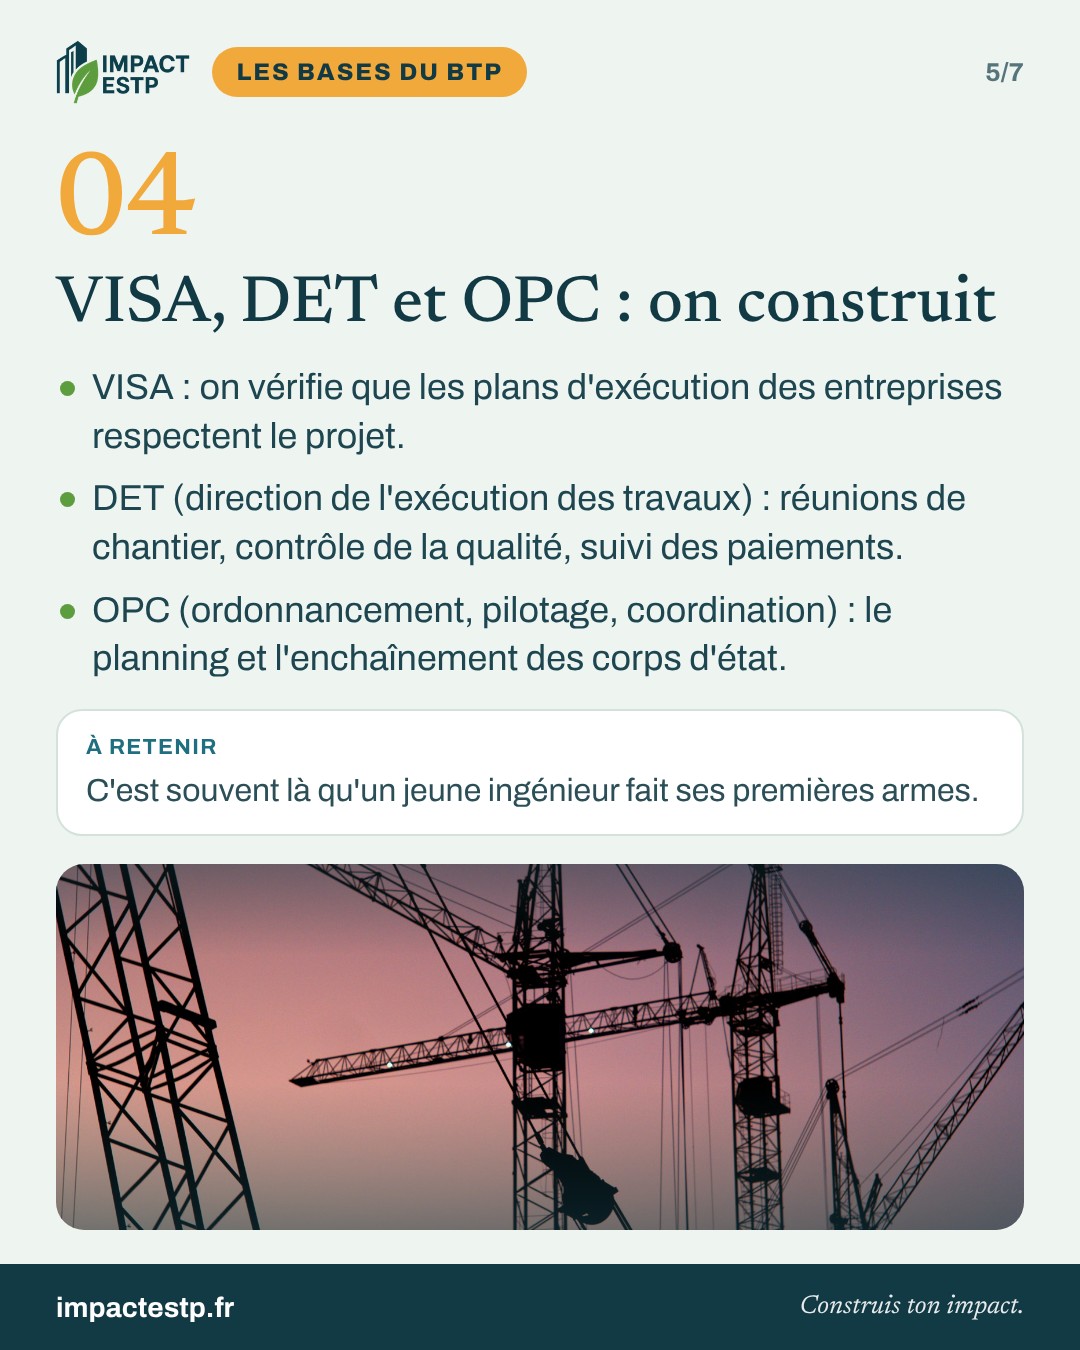 IMPACT
ESTP
LES BASES DU BTP
5/7
04
VISA, DET et OPC : on construit
VISA : on vérifie que les plans d'exécution des entreprises
respectent le projet.
DET (direction de l'exécution des travaux) : réunions de
chantier, contrôle de la qualité, suivi des paiements.
OPC (ordonnancement, pilotage, coordination) : le
planning et l'enchaînement des corps d'état.
À RETENIR
C'est souvent là qu'un jeune ingénieur fait ses premières armes.
impactestp.fr
Construis ton impact.